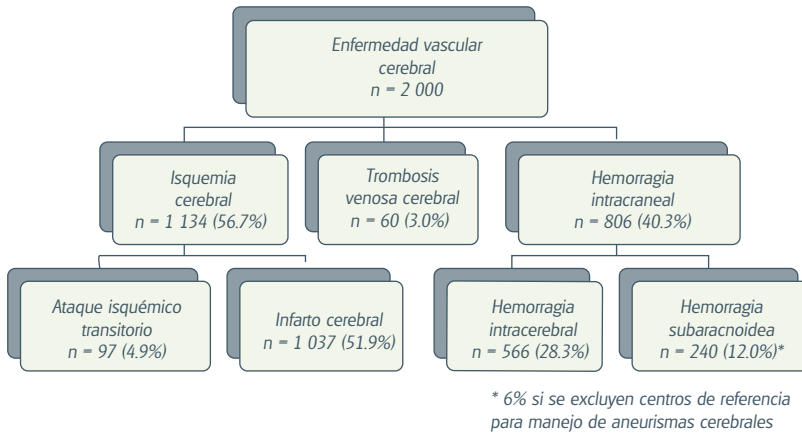 Enfermedad vascular
cerebral
n = 2 000
Isquemia
cerebral
n = 1 134 (56.7%)
Trombosis
venosa cerebral
n = 60 (3.0%)
Hemorragia
intracraneal
n = 806 (40.3%)
Ataque isquémico
transitorio
n = 97 (4.9%)
Infarto cerebral
n = 1 037 (51.9%)
Hemorragia
intracerebral
n = 566 (28.3%)
Hemorragia
subaracnoidea
n = 240 (12.0%)*
* 6% si se excluyen centros de referencia
para manejo de aneurismas cerebrales